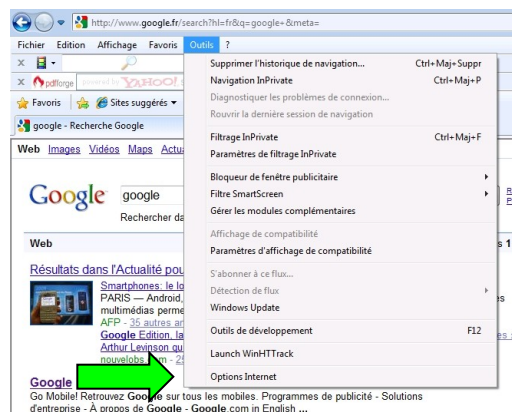 http://www.google.fr/search?hl=fr&q=google+&meta=
Fichier Edition Affichage Favoris Outils ?
pdfforge powered by YAHOO!
Favoris Sites suggérés
google - Recherche Google
Supprimer l'historique de navigation... Ctrl+Maj+Suppr
Navigation InPrivate Ctrl+Maj+P
Diagnostiquer les problèmes de connexion...
Rouvrir la dernière session de navigation
Filtrage InPrivate Ctrl+Maj+F
Paramètres de filtrage InPrivate
Bloqueur de fenêtre publicitaire
Filtre SmartScreen
Gérer les modules complémentaires
Affichage de compatibilité
Paramètres d'affichage de compatibilité
S'abonner à ce flux...
Détection de flux
Windows Update
Outils de développement F12
Launch WinHTTrack
Options Internet
Web Images Vidéos Maps Actu
Google google
Rechercher da
Web
Résultats dans l'Actualité pou
Smartphones: le lo
PARIS — Android,
multimédias perme
AFP - 35 autres ar
Google Edition, la
Arthur Levinson qu
nouvelobs.com - 25
Google
Go Mobile! Retrouvez Google sur tous les mobiles. Programmes de publicité - Solutions
d'entreprise - À propos de Google - Google.com in English ...